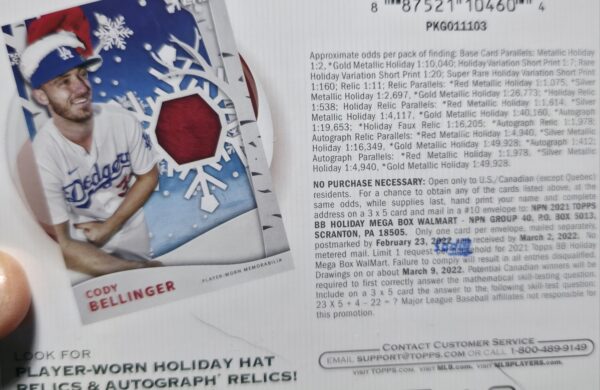 8 87521 10460 4
PKG011103
Approximate odds per pack of finding: Base Card Parallels: Metallic Holiday
1:2, *Gold Metallic Holiday 1:10,040; Holiday Variation Short Print 1:7; Rare
Holiday Variation Short Print 1:20; Super Rare Holiday Variation Short Print
1:160; Relic 1:11; Relic Parallels: *Red Metallic Holiday 1:1,075, *Silver
Metallic Holiday 1:2,697, *Gold Metallic Holiday 1:26,773; *Holiday Relic
1:538; Holiday Relic Parallels: *Red Metallic Holiday 1:1,614, *Silver
Metallic Holiday 1:4,117, *Gold Metallic Holiday 1:40,160, *Autograph
1:19,653; *Holiday Faux Relic 1:16,205; *Autograph Relic 1:1,978;
Autograph Relic Parallels: *Red Metallic Holiday 1:4,940, *Silver Metallic
Holiday 1:16,349, *Gold Metallic Holiday 1:49,928; *Autograph 1:412;
Autograph Parallels: *Red Metallic Holiday 1:1,978, *Silver Metallic
Holiday 1:4,940, *Gold Metallic Holiday 1:49,928.
NO PURCHASE NECESSARY: Open only to U.S./Canadian (except Quebec)
residents. For a chance to obtain any of the cards listed above, at the
same odds, while supplies last, hand print your name and complete
address on a 3 x 5 card and mail in a #10 envelope to: NPN 2021 TOPPS
BB HOLIDAY MEGA BOX WALMART - NPN GROUP 40, P.O. BOX 5013,
SCRANTON, PA 18505. Only one card per envelope, mailed separately,
postmarked by February 23, 2022 and received by March 2, 2022. No
metered mail. Limit 1 request for 2021 Topps BB Holiday
Mega Box WalMart. Failure to comply will result in all entries disqualified.
Drawings on or about March 9, 2022. Potential Canadian winners will be
required to first correctly answer the mathematical skill-testing question.
Include on a 3 x 5 card the answer to the following skill-test question:
23 X 5 + 4 - 22 = ? Major League Baseball affiliates not responsible for
this promotion.
CONTACT CUSTOMER SERVICE
EMAIL SUPPORT@TOPPS.COM OR CALL 1-800-489-9149
VISIT TOPPS.COM VISIT MLB.COM. VISIT MLBPLAYERS.COM.
LA
Dodgers
CODY
BELLINGER
PLAYER-WORN MEMORABILIA
LOOK FOR
PLAYER-WORN HOLIDAY HAT
RELICS & AUTOGRAPH* RELICS!